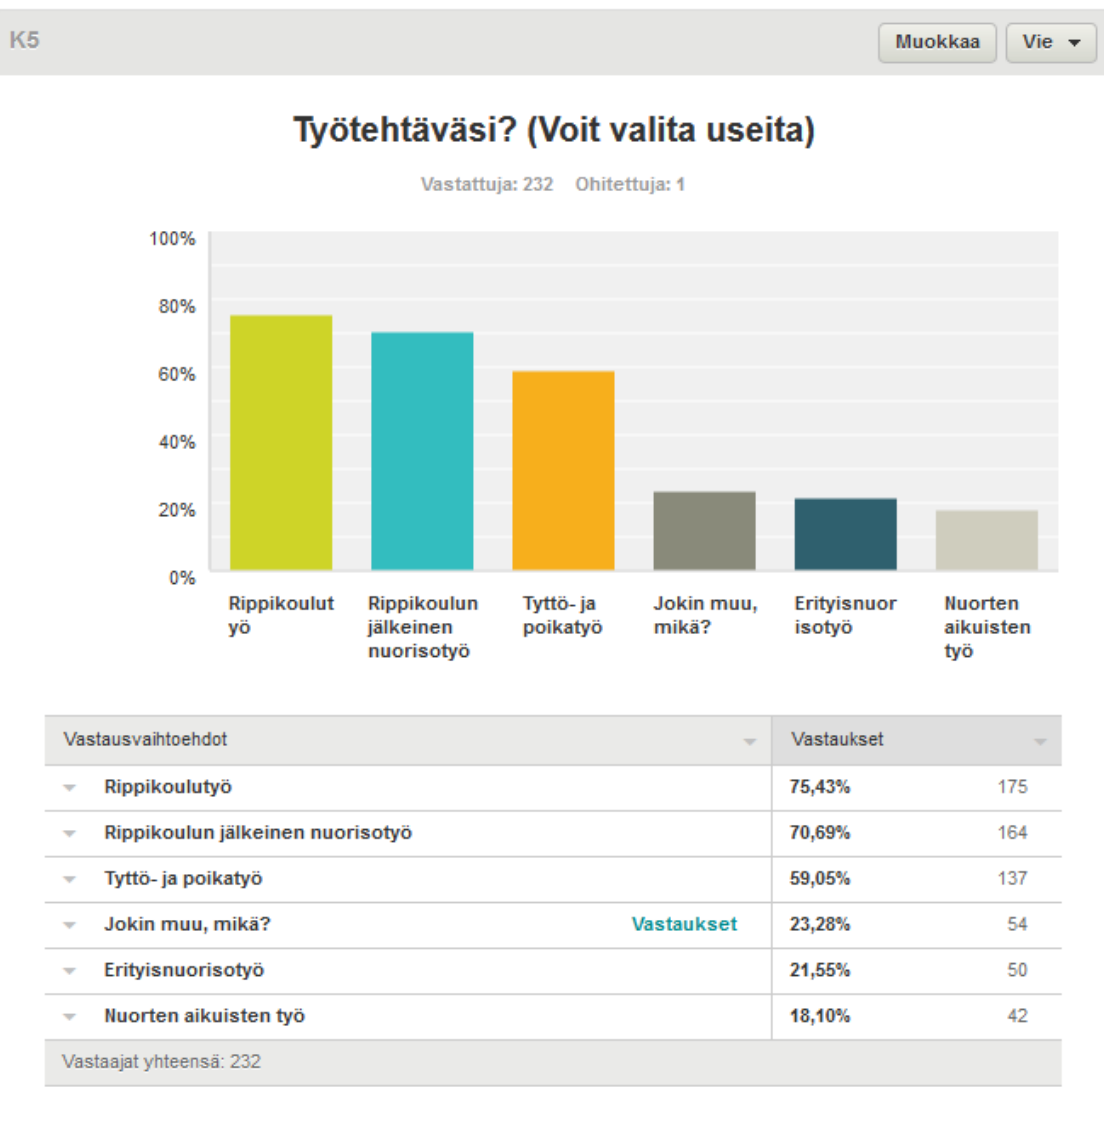 K5
Muokkaa
Vie
Työtehtäväsi? (Voit valita useita)
Vastattuja: 232 Ohitettuja: 1
100%
80%
60%
40%
20%
0%
Rippikoulut
yö
Rippikoulun
jälkeinen
nuorisotyö
Tyttö- ja
poikatyö
Jokin muu,
mikä?
Erityisnuor
isotyö
Nuorten
aikuisten
työ
Vastausvaihtoehdot Vastaukset
Rippikoulutyö 75,43% 175
Rippikoulun jälkeinen nuorisotyö 70,69% 164
Tyttö- ja poikatyö 59,05% 137
Jokin muu, mikä? Vastaukset 23,28% 54
Erityisnuorisotyö 21,55% 50
Nuorten aikuisten työ 18,10% 42
Vastaajat yhteensä: 232